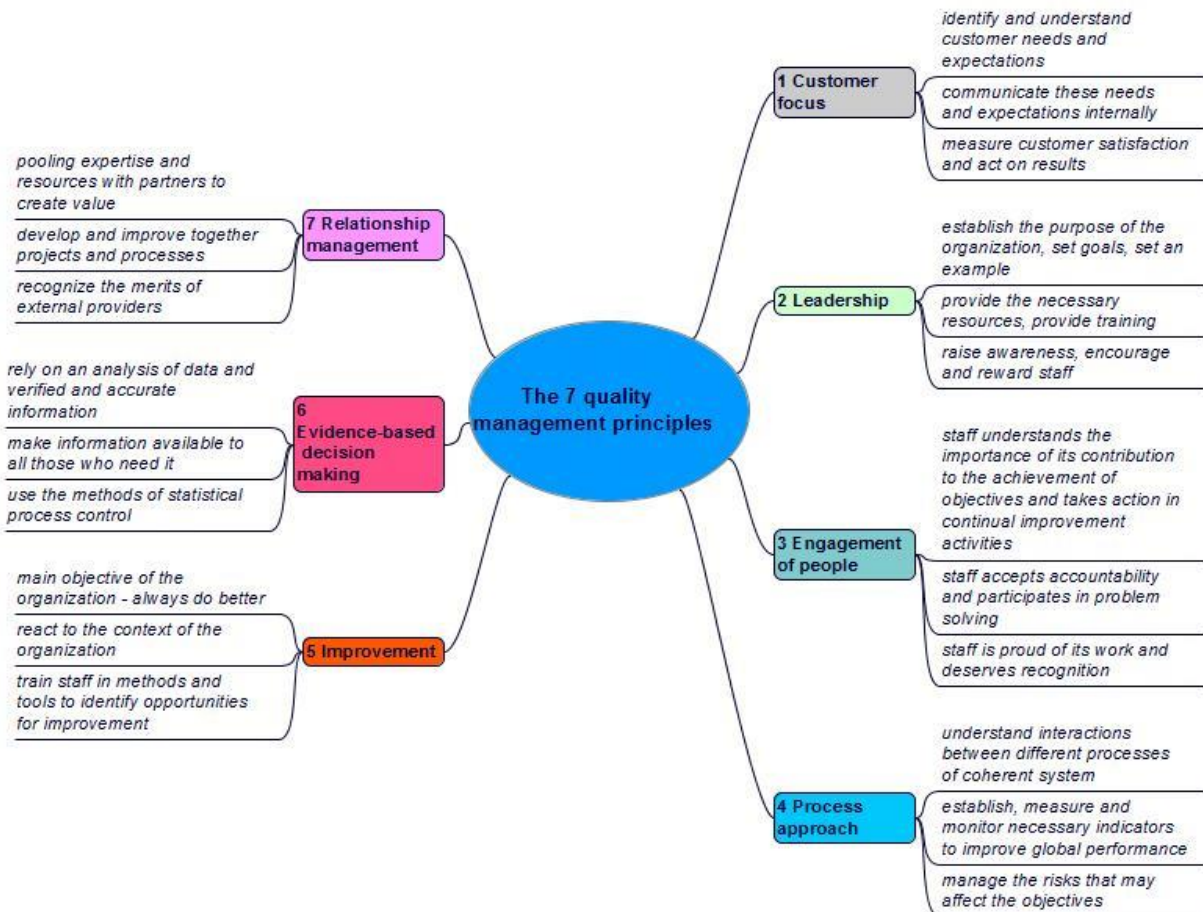 The 7 quality
management principles
1 Customer
focus
identify and understand
customer needs and
expectations
communicate these needs
and expectations internally
measure customer satisfaction
and act on results
2 Leadership
establish the purpose of the
organization, set goals, set an
example
provide the necessary
resources, provide training
raise awareness, encourage
and reward staff
3 Engagement
of people
staff understands the
importance of its contribution
to the achievement of
objectives and takes action in
continual improvement
activities
staff accepts accountability
and participates in problem
solving
staff is proud of its work and
deserves recognition
4 Process
approach
understand interactions
between different processes
of coherent system
establish, measure and
monitor necessary indicators
to improve global performance
manage the risks that may
affect the objectives
5 Improvement
main objective of the
organization - always do better
react to the context of the
organization
train staff in methods and
tools to identify opportunities
for improvement
6
Evidence-based
decision
making
rely on an analysis of data and
verified and accurate
information
make information available to
all those who need it
use the methods of statistical
process control
7 Relationship
management
pooling expertise and
resources with partners to
create value
develop and improve together
projects and processes
recognize the merits of
external providers